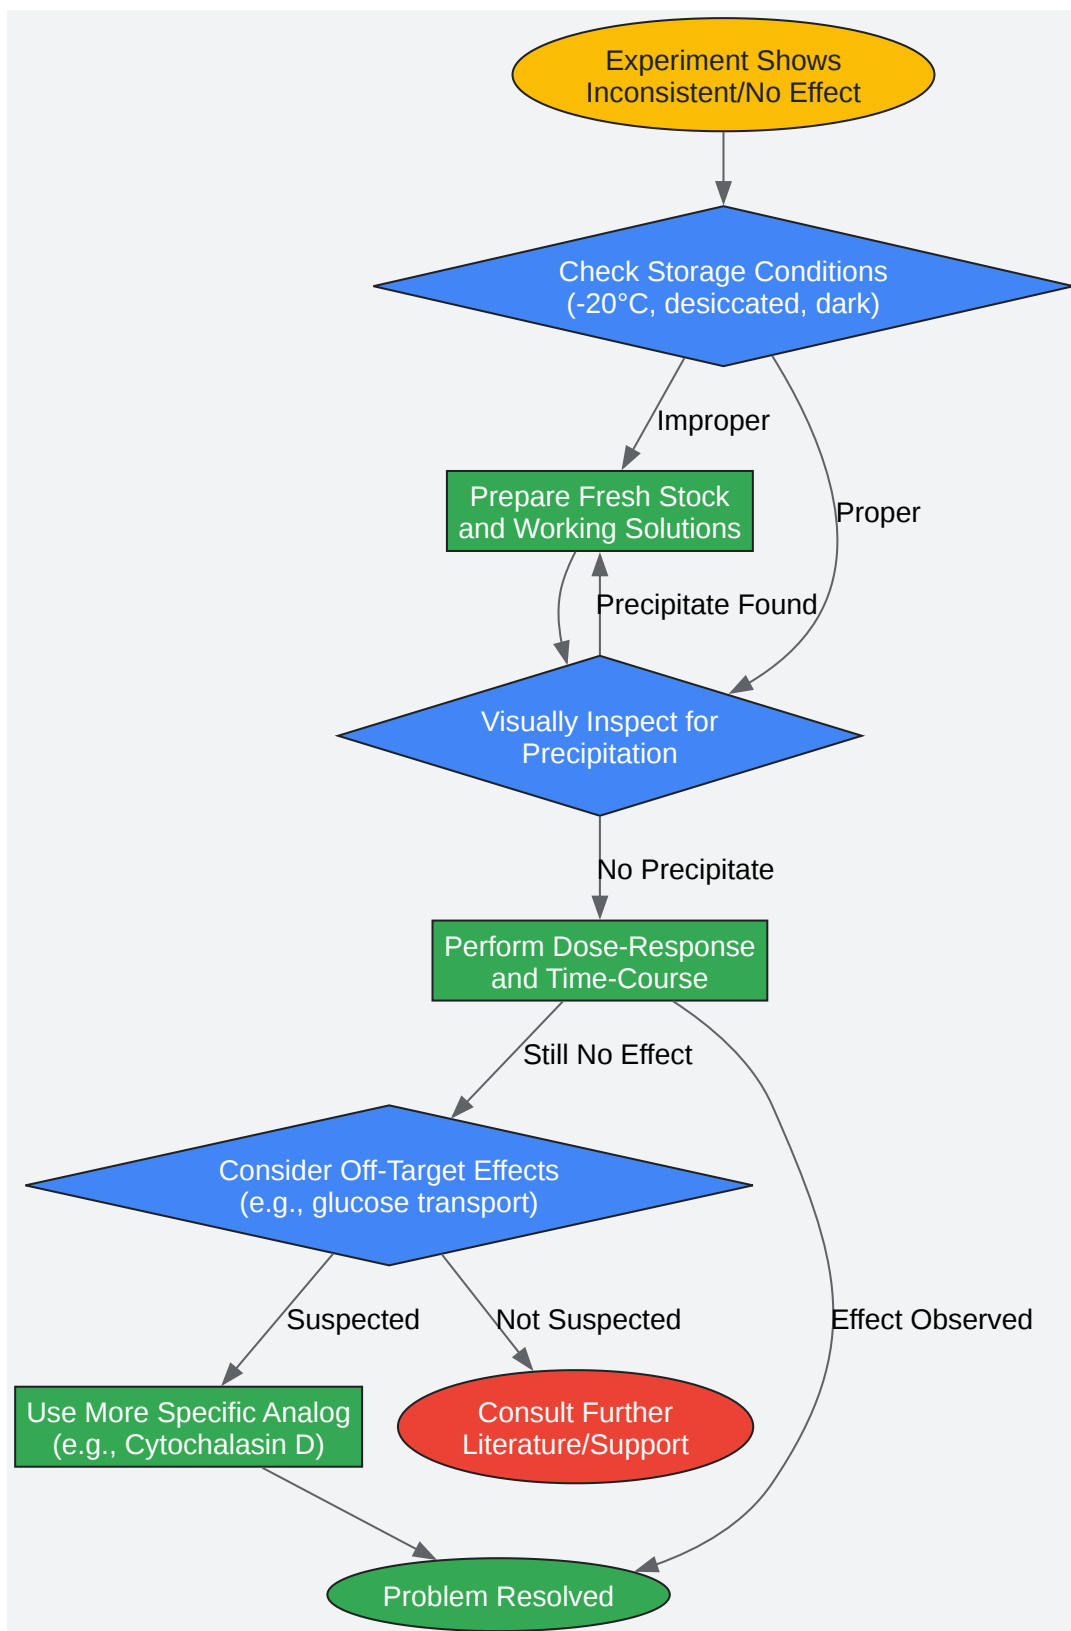 Experiment Shows
Inconsistent/No Effect
Check Storage Conditions
(-20°C, desiccated, dark)
Improper
Prepare Fresh Stock
and Working Solutions
Proper
Precipitate Found
Visually Inspect for
Precipitation
No Precipitate
Perform Dose-Response
and Time-Course
Still No Effect
Consider Off-Target Effects
(e.g., glucose transport)
Suspected
Not Suspected
Effect Observed
Use More Specific Analog
(e.g., Cytochalasin D)
Consult Further
Literature/Support
Problem Resolved